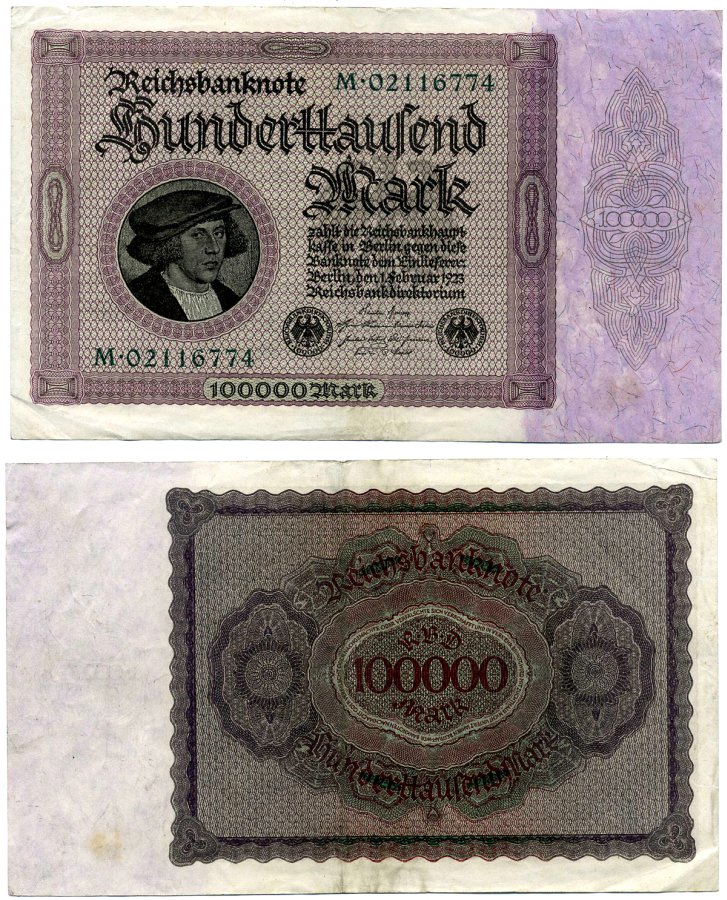 Reichsbanknote
M·02116774
Hunderttausend
Mark
zahlt die Reichsbankhaupt-
kasse in Berlin gegen diese
Banknote dem Einlieferer.
Berlin, den 1. Februar 1923
Reichsbankdirektorium
M·02116774
100000 Mark
100000
Reichsbanknote
RBD
100000
Mark
Hunderttausend Mark